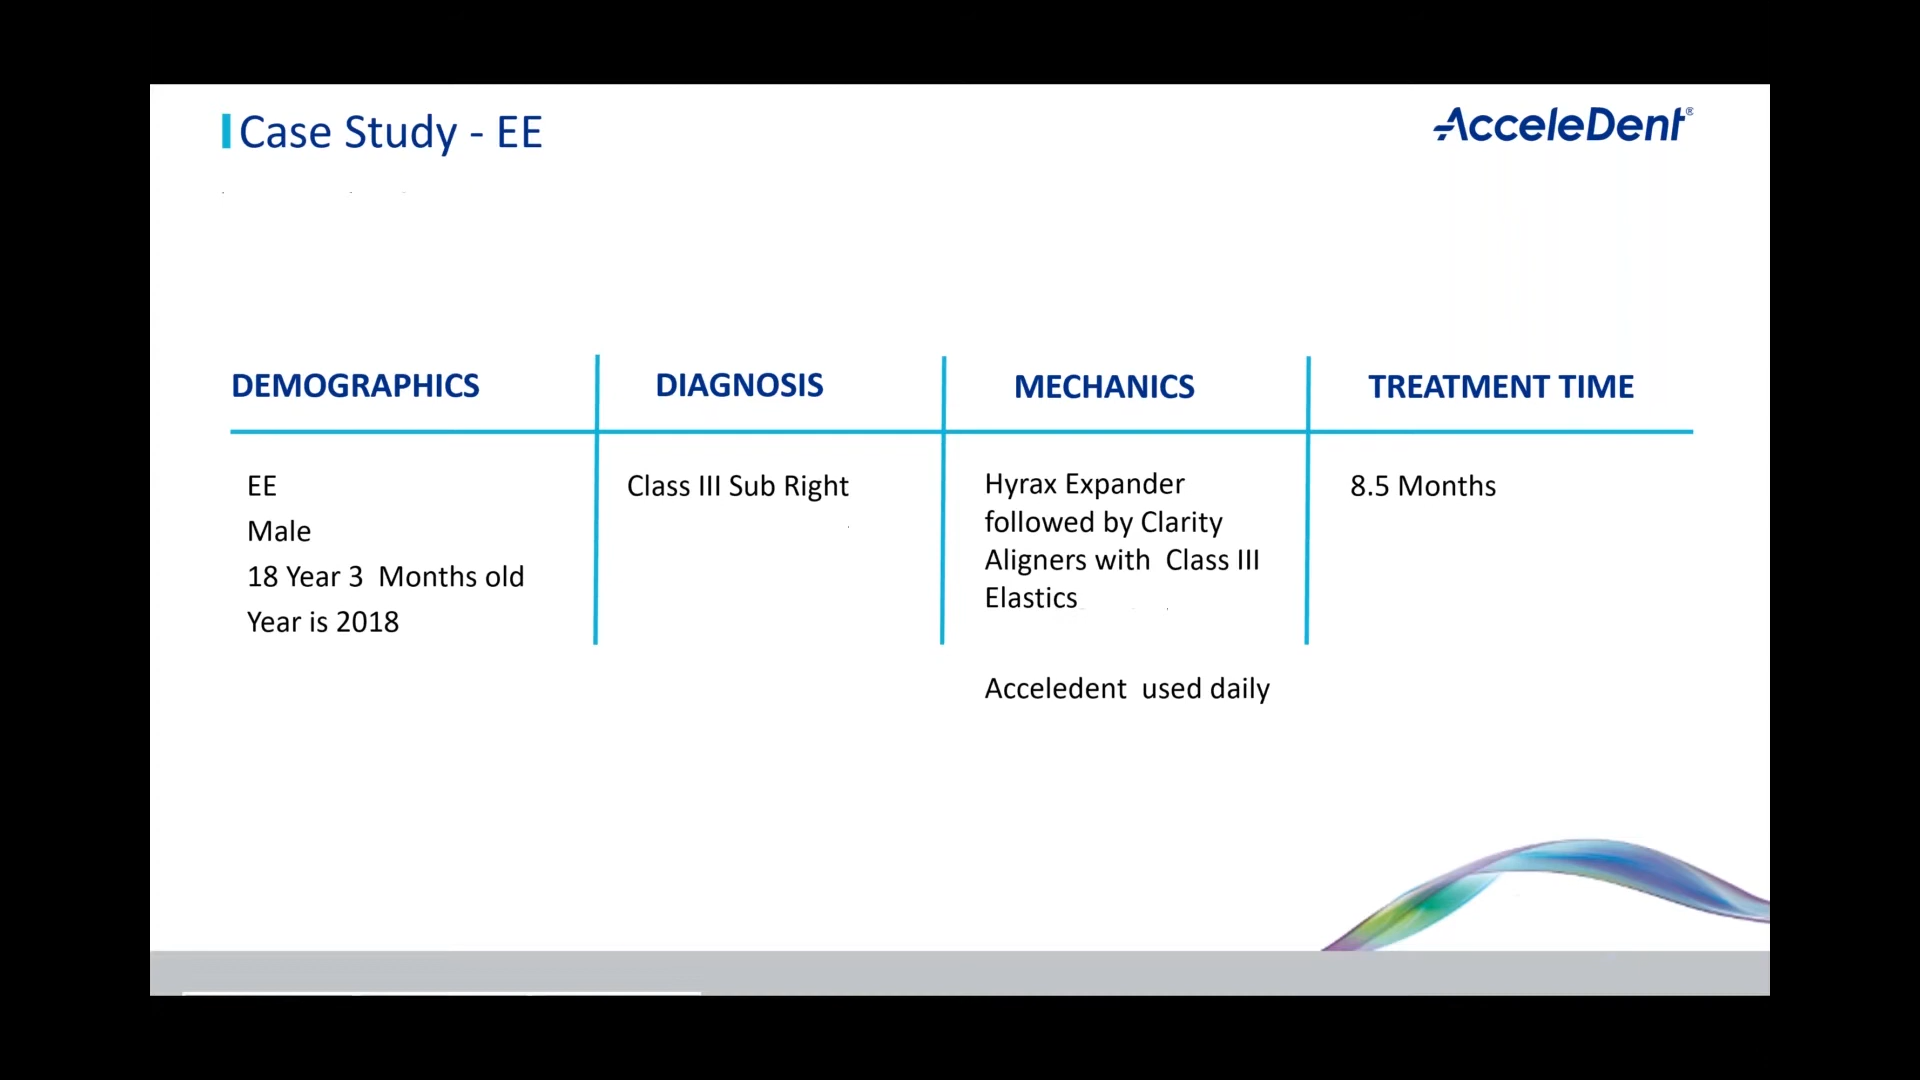 Case Study - EE
AcceleDent®
DEMOGRAPHICS
EE
Male
18 Year 3 Months old
Year is 2018
DIAGNOSIS
Class III Sub Right
MECHANICS
Hyrax Expander
followed by Clarity
Aligners with Class III
Elastics
Acceledent used daily
TREATMENT TIME
8.5 Months